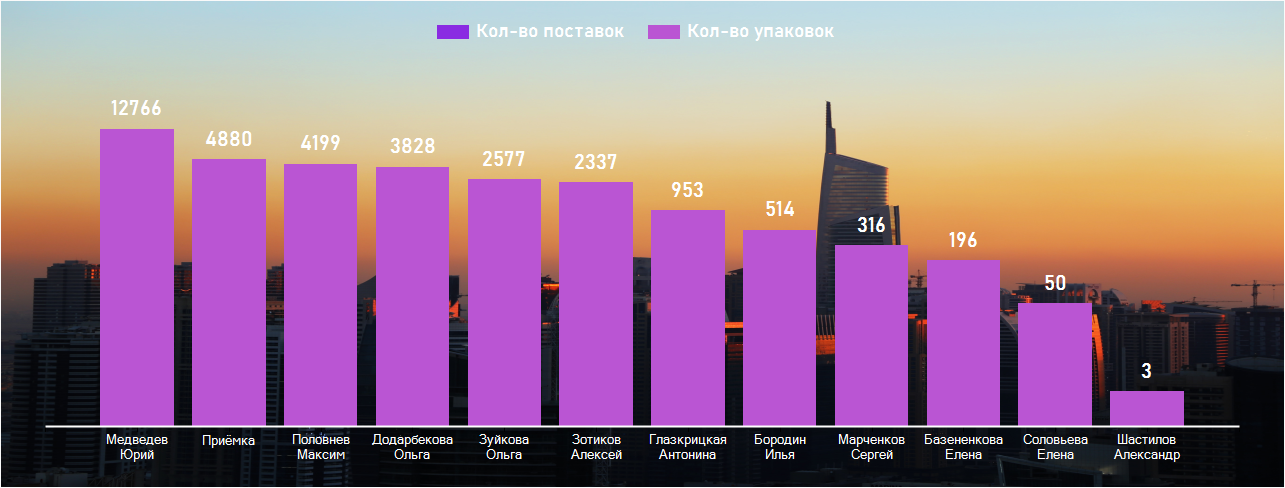 Кол-во поставок Кол-во упаковок
12766 4880 4199 3828 2577 2337 953 514 316 196 50 3
Медведев Приёмка Половнев Додарбекова Зуйкова Зотиков Глазкрицкая Бородин Марченков Базененкова Соловьева Шастилов
Юрий Максим Ольга Ольга Алексей Антонина Илья Сергей Елена Елена Александр